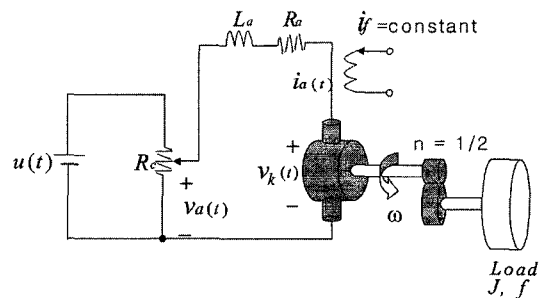 La Ra if=constant
ia(t)
n = 1/2
u(t) Rc + + vk(t)
va(t)
− −
ω
Load
J, f